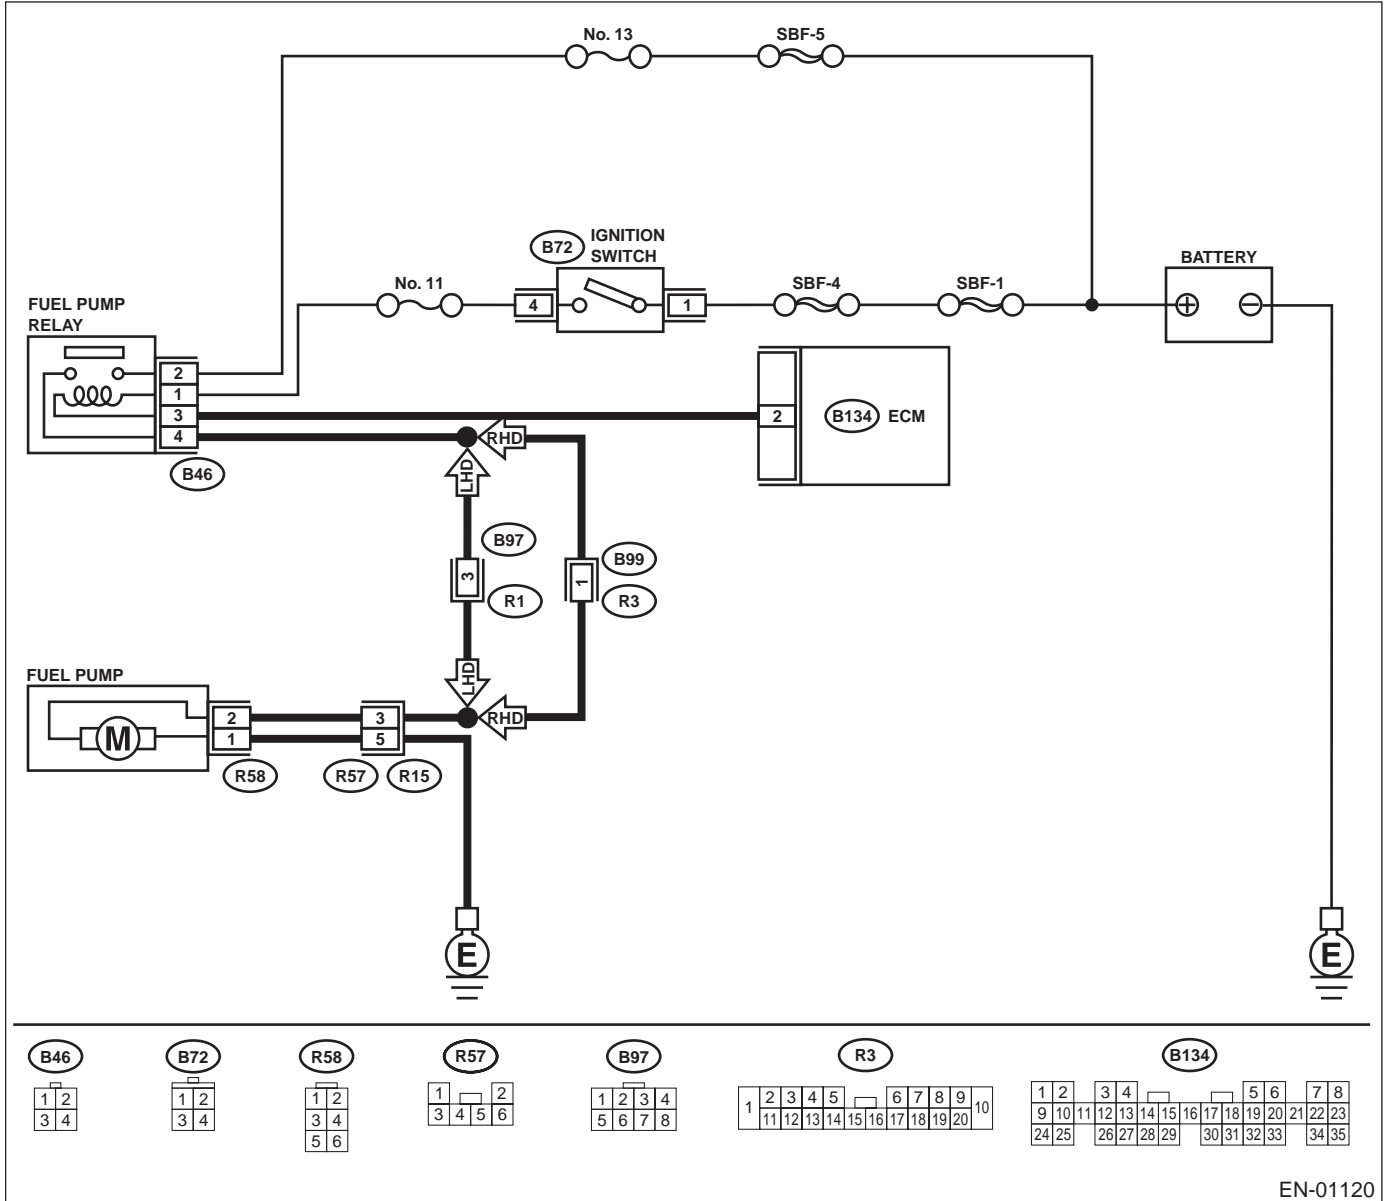 No. 13
SBF-5
B72
IGNITION
SWITCH
BATTERY
No. 11
4
1
SBF-4
SBF-1
FUEL PUMP
RELAY
2
1
3
4
B46
2
B134
ECM
RHD
LHD
B97
B99
3
1
R1
R3
LHD
RHD
FUEL PUMP
M
2
1
3
5
R58
R57
R15
E
E
B46
B72
R58
R57
B97
R3
B134
1 2
3 4
1 2
3 4
1 2
3 4
5 6
1 2
3 4 5 6
1 2 3 4
5 6 7 8
1 2 3 4 5 6 7 8 9 10
11 12 13 14 15 16 17 18 19 20
1 2 3 4 5 6 7 8
9 10 11 12 13 14 15 16 17 18 19 20 21 22 23
24 25 26 27 28 29 30 31 32 33 34 35
EN-01120